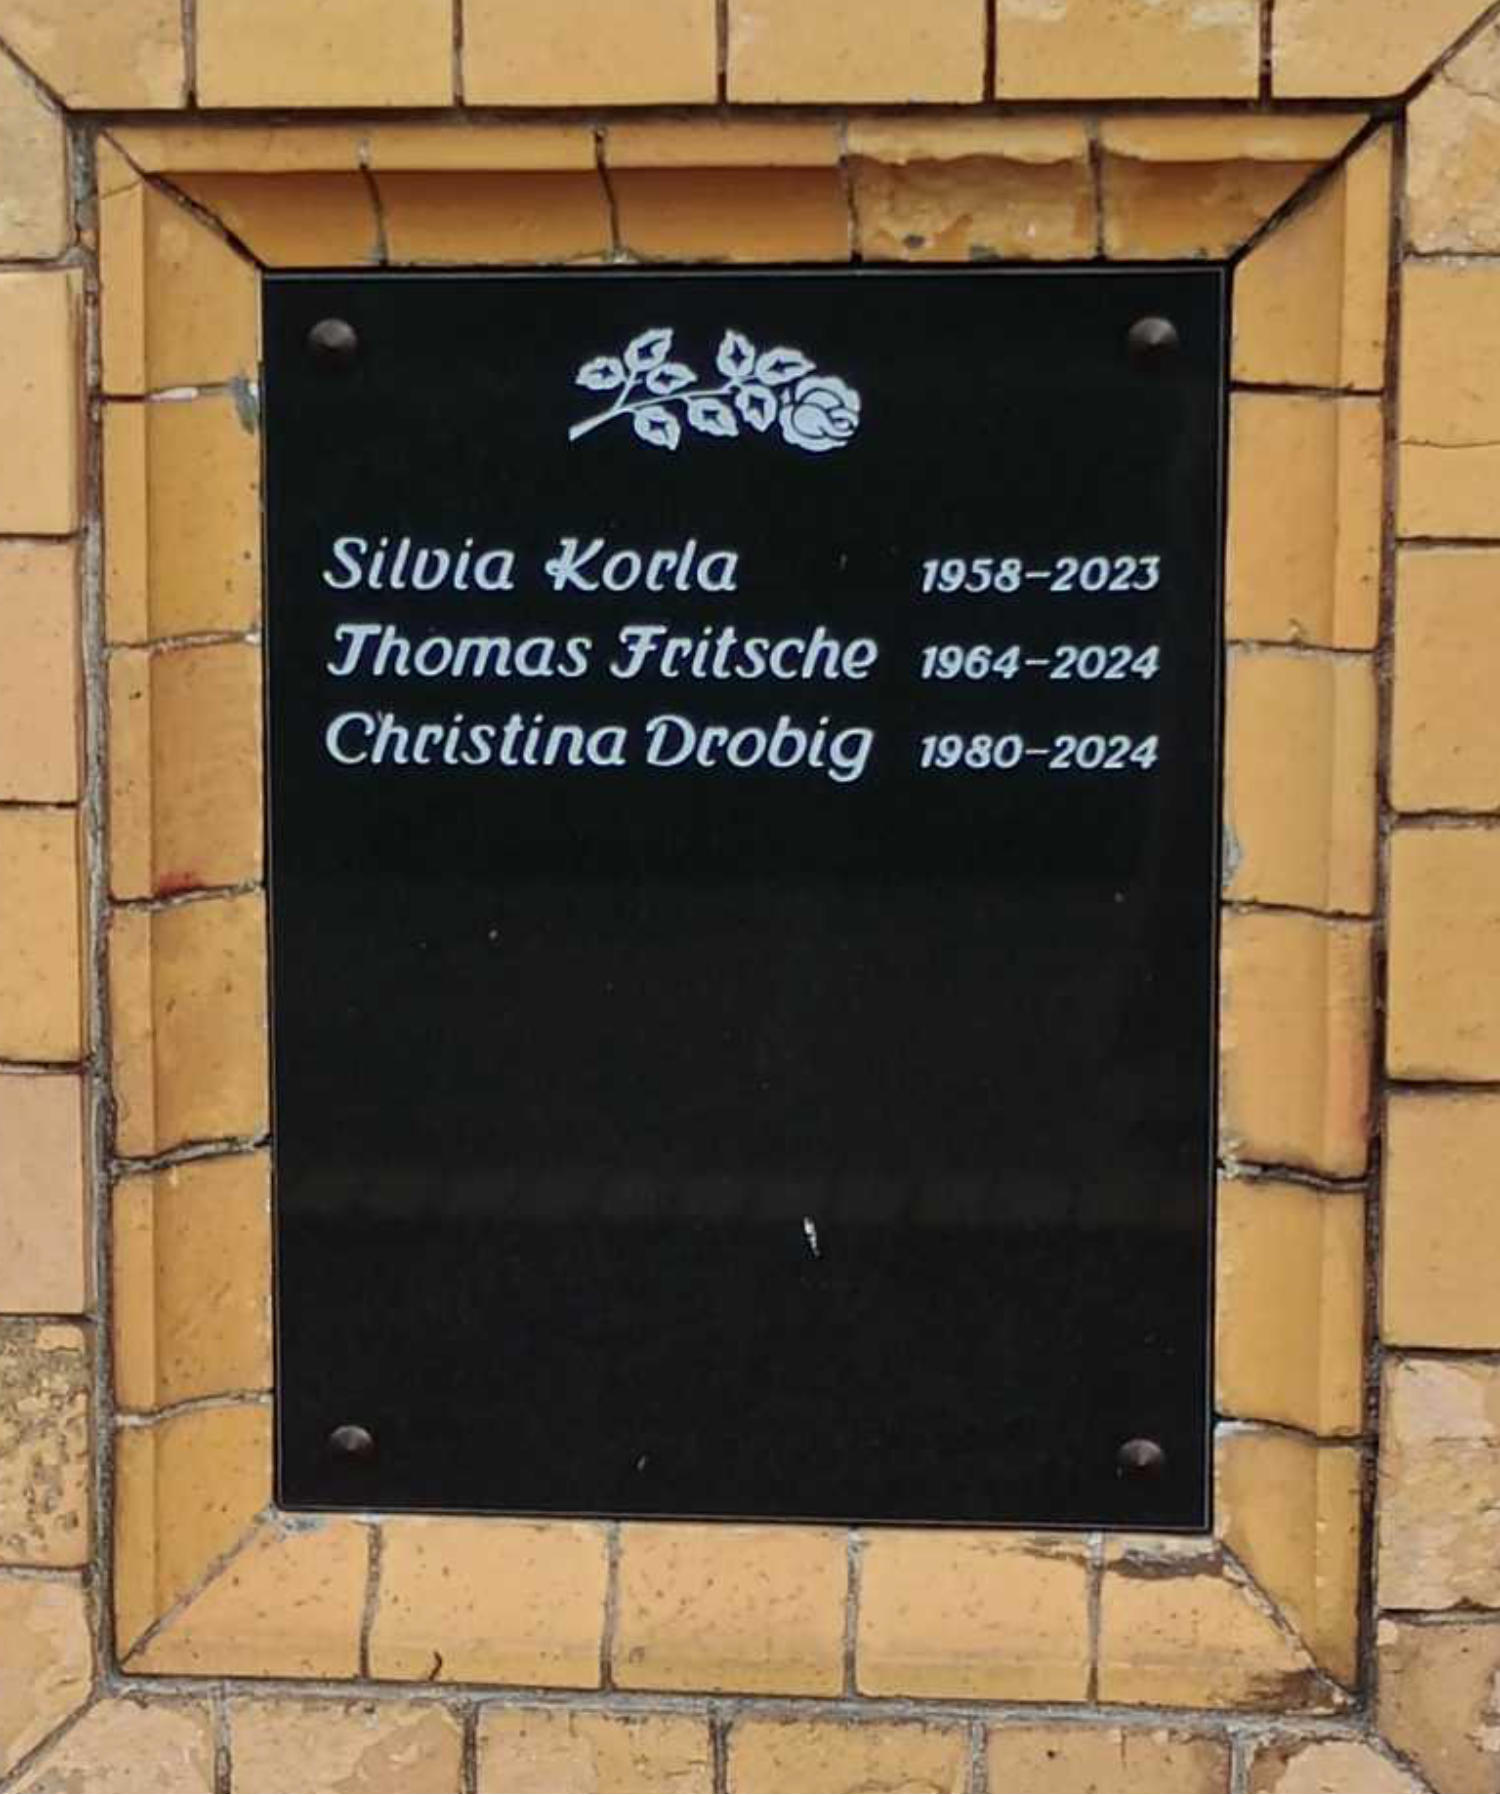 Silvia Korla 1958–2023
Thomas Fritsche 1964–2024
Christina Drobig 1980–2024